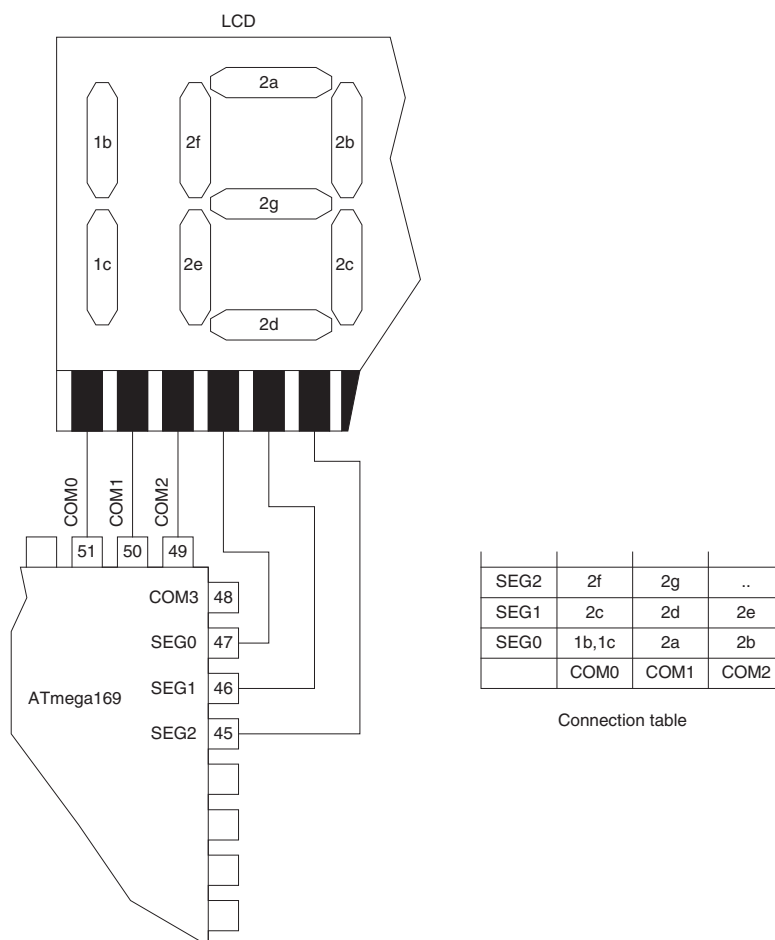 LCD
2a
1b 2f 2b
2g
1c 2e 2c
2d
COM0 COM1 COM2
51 50 49
COM3 48
SEG0 47
SEG1 46
ATmega169
SEG2 45
SEG2 2f 2g ..
SEG1 2c 2d 2e
SEG0 1b,1c 2a 2b
COM0 COM1 COM2
Connection table